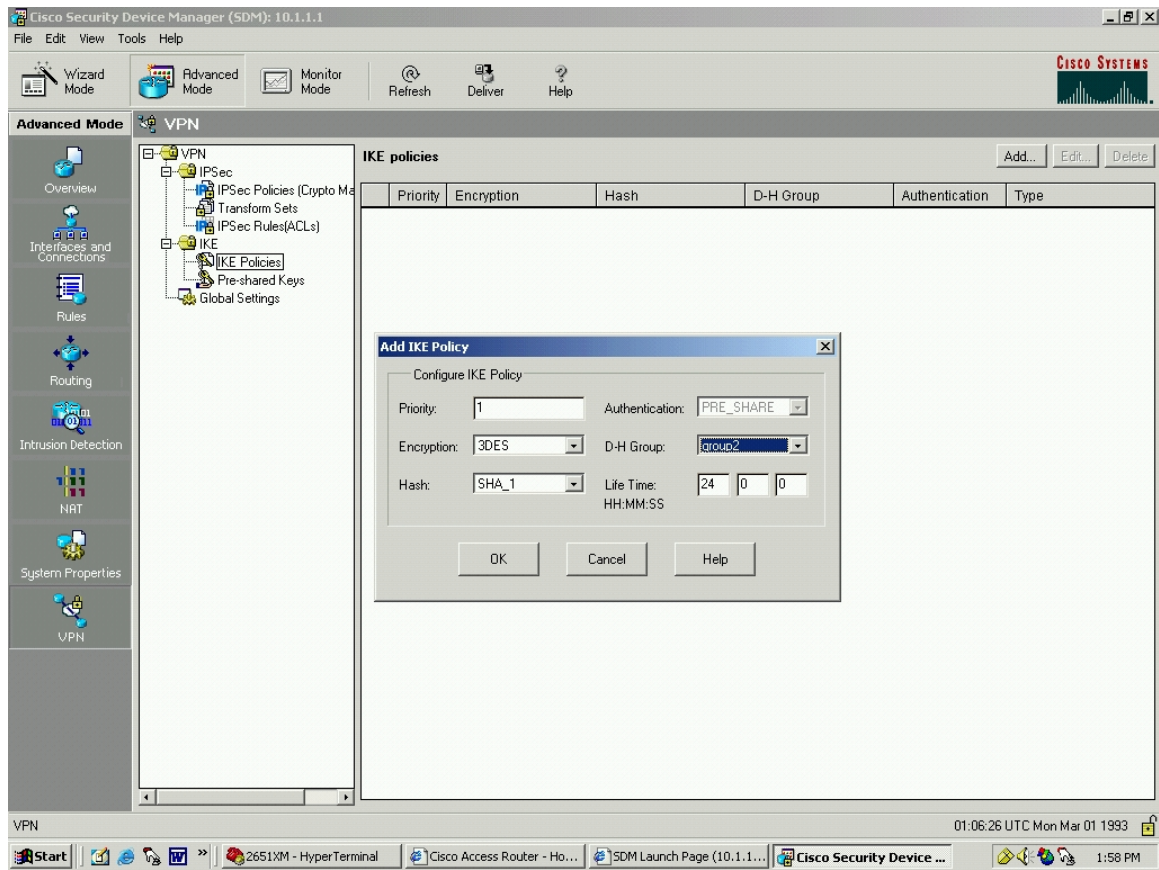 Cisco Security Device Manager (SDM): 10.1.1.1
File Edit View Tools Help
Wizard Mode
Advanced Mode
Monitor Mode
Refresh
Deliver
Help
CISCO SYSTEMS
Advanced Mode
VPN
Overview
Interfaces and Connections
Rules
Routing
Intrusion Detection
NAT
System Properties
VPN
VPN
IPSec
IPSec Policies (Crypto Ma
Transform Sets
IPSec Rules(ACLs)
IKE
IKE Policies
Pre-shared Keys
Global Settings
IKE policies
Add... Edit... Delete
Priority Encryption Hash D-H Group Authentication Type
Add IKE Policy
Configure IKE Policy
Priority: 1 Authentication: PRE_SHARE
Encryption: 3DES D-H Group: group2
Hash: SHA_1 Life Time: 24 0 0
HH:MM:SS
OK Cancel Help
VPN 01:06:26 UTC Mon Mar 01 1993
Start » 2651XM - HyperTerminal Cisco Access Router - Ho... SDM Launch Page (10.1.1... Cisco Security Device ... 1:58 PM